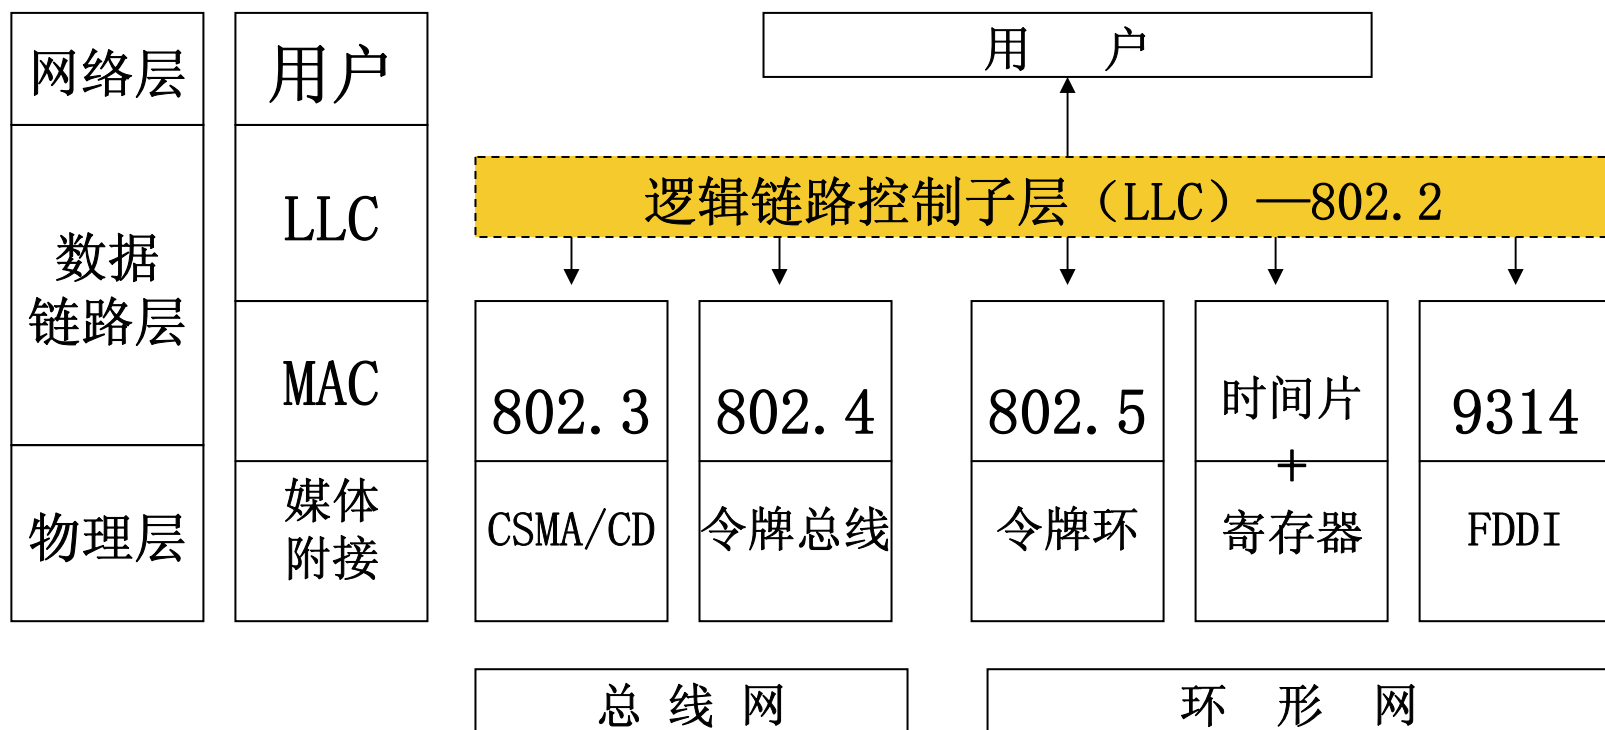 网络层
数据
链路层
物理层
用户
LLC
MAC
媒体
附接
用 户
逻辑链路控制子层（LLC）—802.2
802.3
CSMA/CD
802.4
令牌总线
802.5
令牌环
时间片
+
寄存器
9314
FDDI
总 线 网
环 形 网